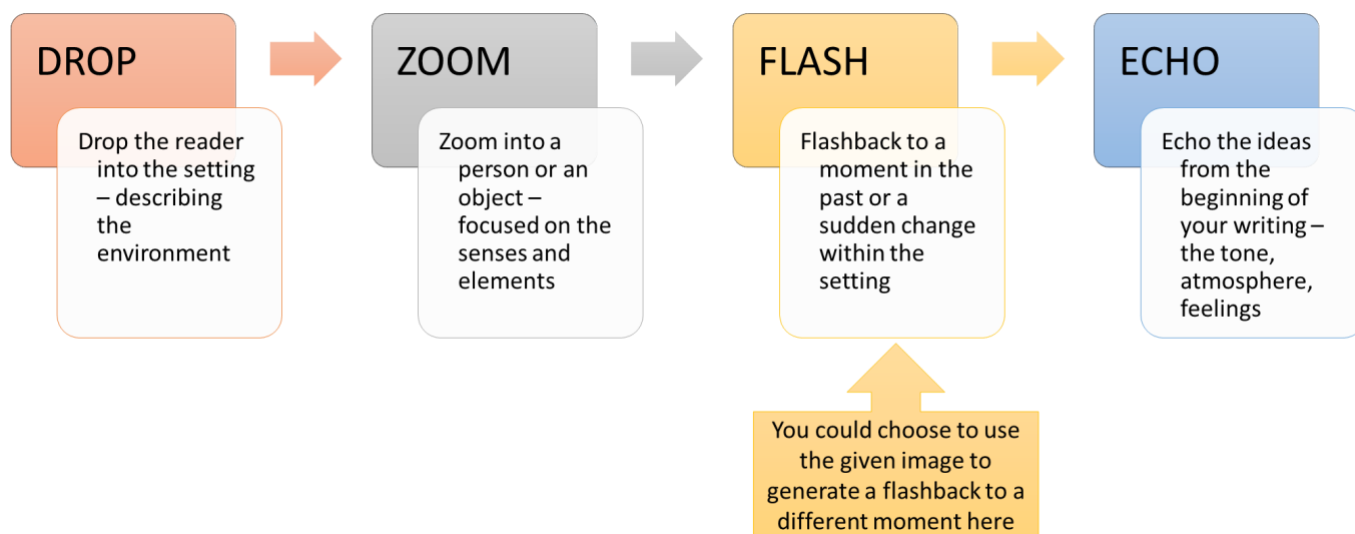 DROP
Drop the reader
into the setting
– describing
the
environment
ZOOM
Zoom into a
person or an
object –
focused on the
senses and
elements
FLASH
Flashback to a
moment in the
past or a
sudden change
within the
setting
ECHO
Echo the ideas
from the
beginning of
your writing –
the tone,
atmosphere,
feelings
You could choose to use
the given image to
generate a flashback to a
different moment here